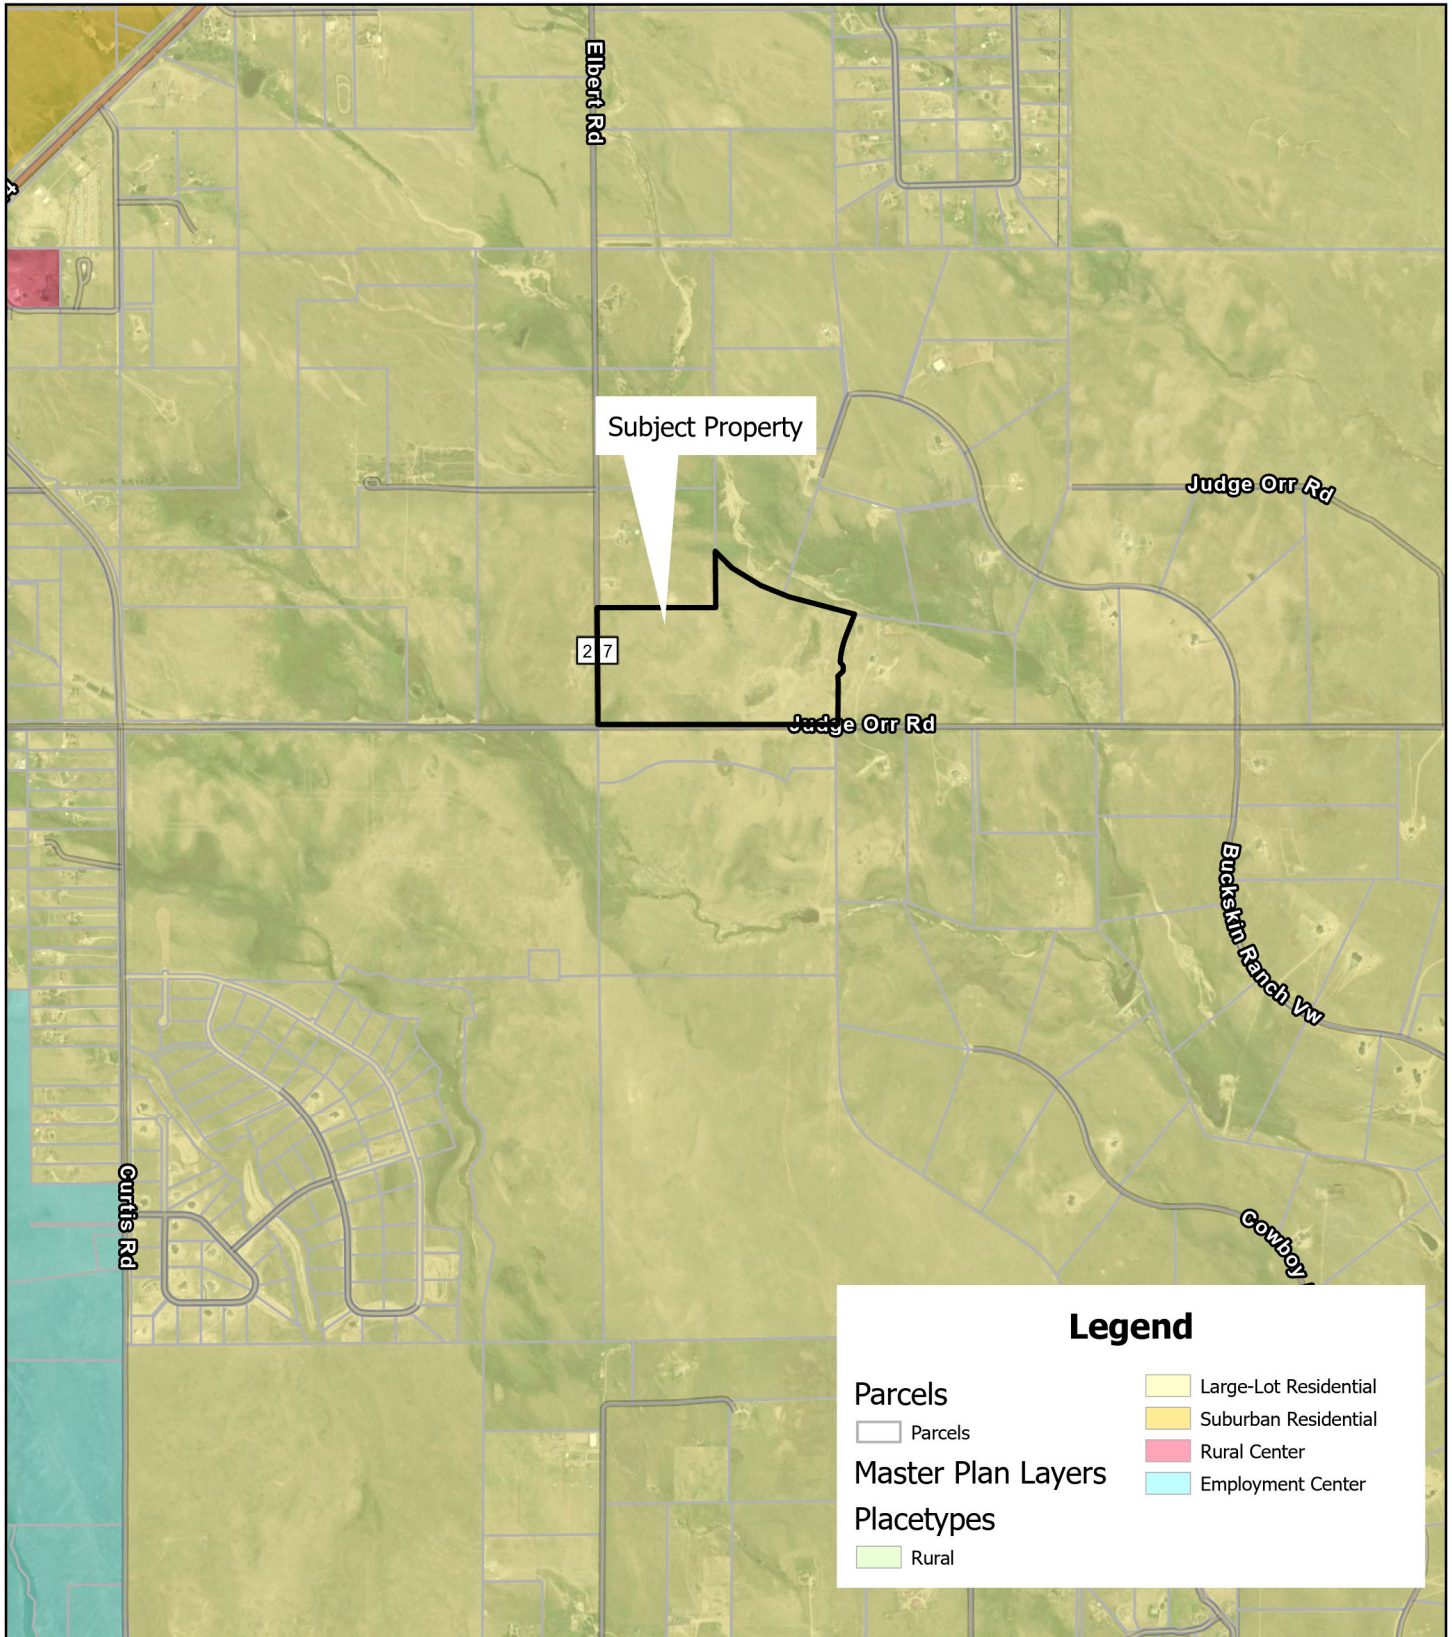 Elbert Rd
Subject Property
Judge Orr Rd
2 7
Judge Orr Rd
Buckskin Ranch Vw
Curtis Rd
Cowboy
Legend
Parcels
Parcels
Master Plan Layers
Placetypes
Rural
Large-Lot Residential
Suburban Residential
Rural Center
Employment Center